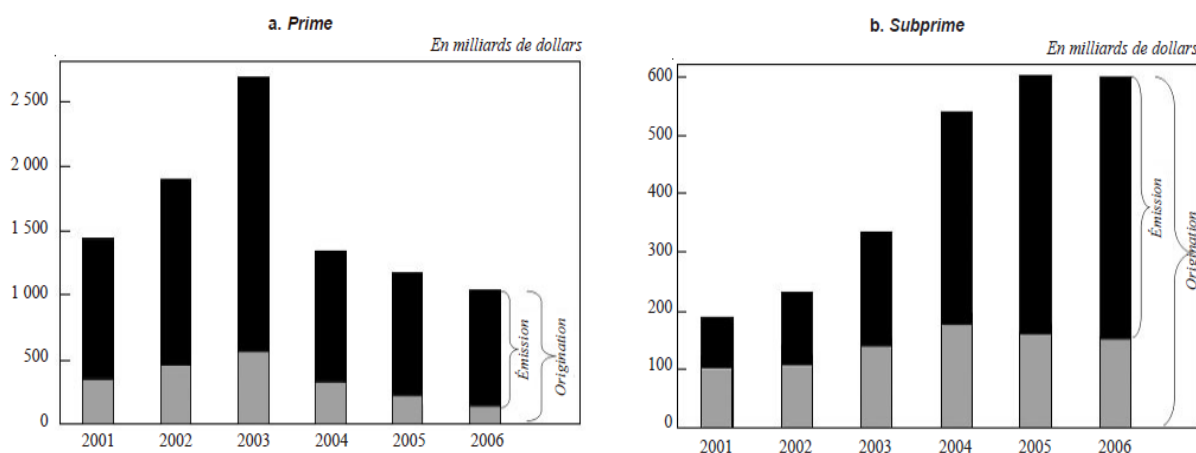 a. Prime
En milliards de dollars
2 500
2 000
1 500
1 000
500
0
2001 2002 2003 2004 2005 2006
Émission
Origination
b. Subprime
En milliards de dollars
600
500
400
300
200
100
0
2001 2002 2003 2004 2005 2006
Émission
Origination